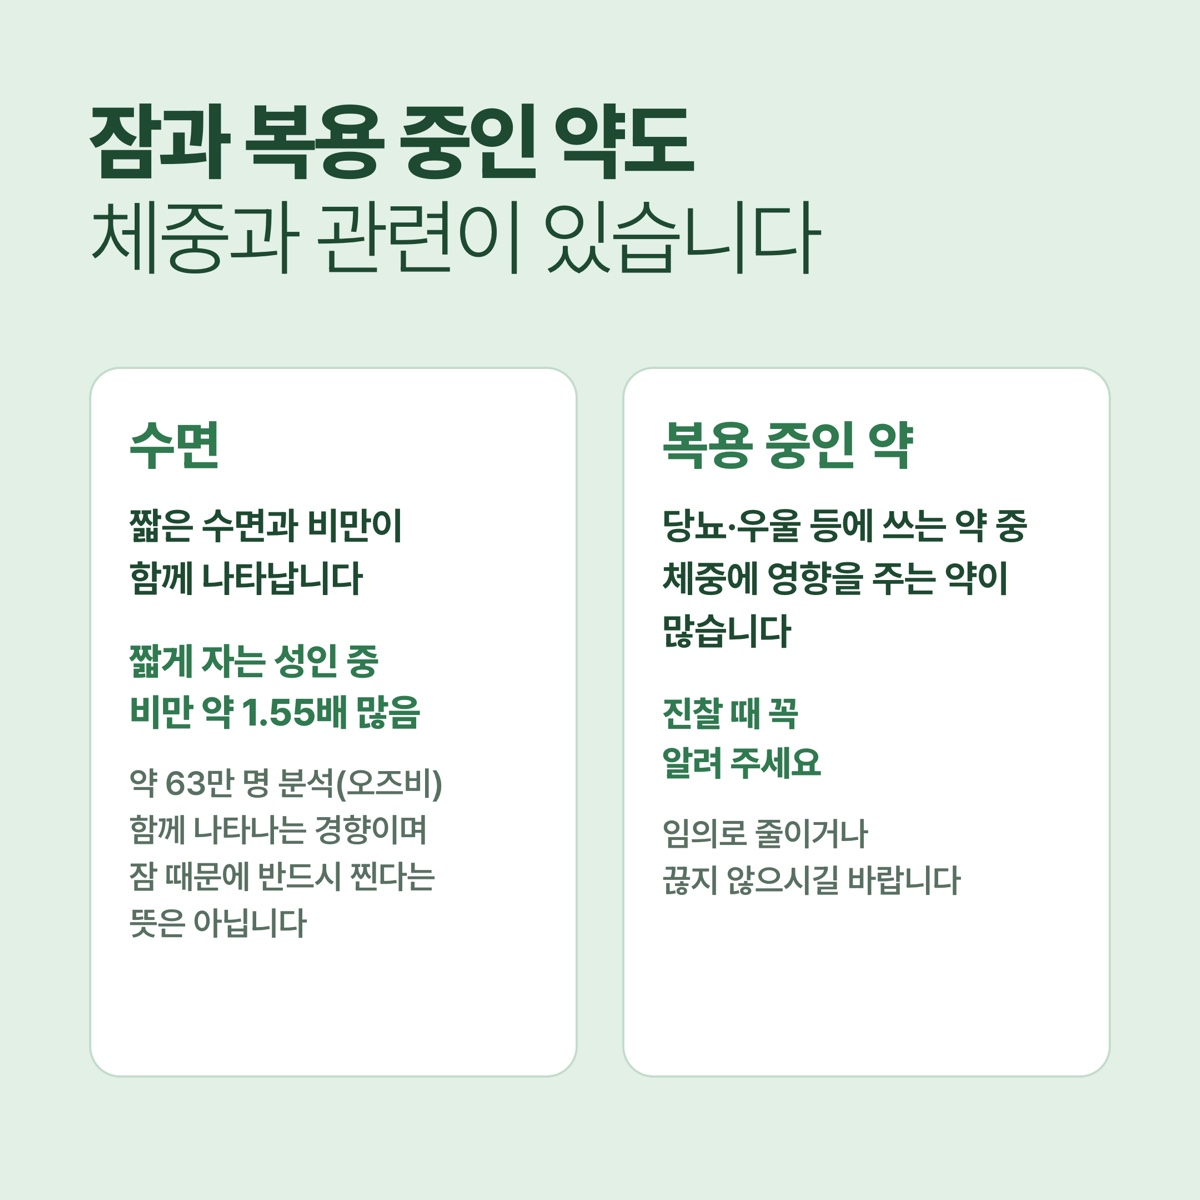 잠과 복용 중인 약도
체중과 관련이 있습니다
수면
짧은 수면과 비만이
함께 나타납니다
짧게 자는 성인 중
비만 약 1.55배 많음
약 63만 명 분석(오즈비)
함께 나타나는 경향이며
잠 때문에 반드시 찐다는
뜻은 아닙니다
복용 중인 약
당뇨·우울 등에 쓰는 약 중
체중에 영향을 주는 약이
많습니다
진찰 때 꼭
알려 주세요
임의로 줄이거나
끊지 않으시길 바랍니다